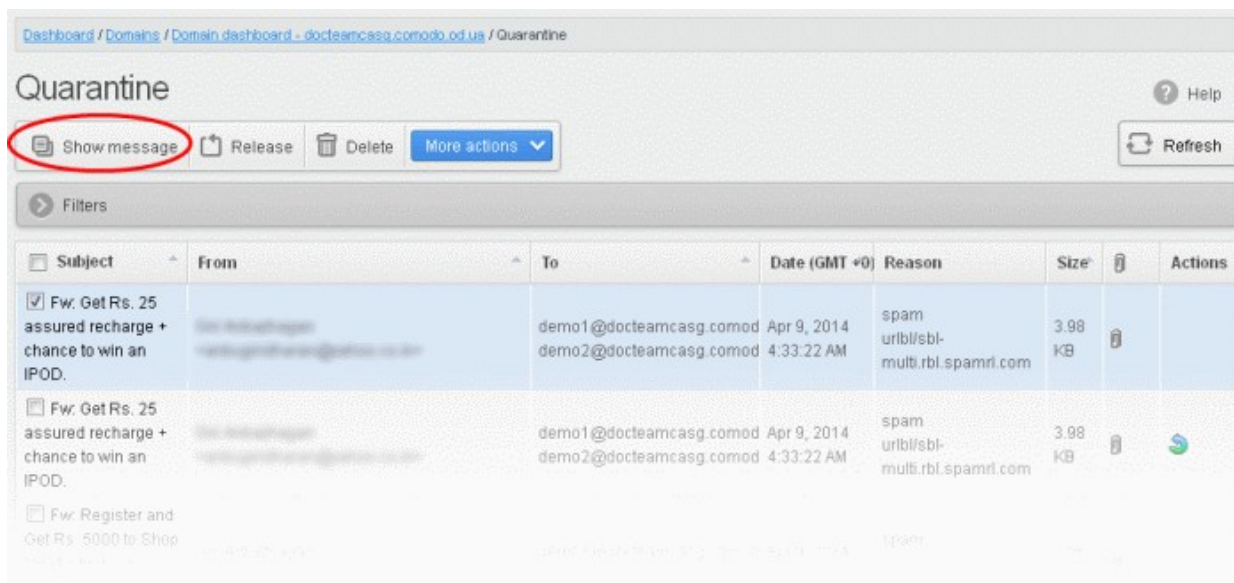 Dashboard / Domains / Domain dashboard - docteamcasg.comodo.od.ua / Quarantine
Quarantine
Help
Show message
Release
Delete
More actions
Refresh
Filters
Subject
From
To
Date (GMT +0)
Reason
Size
Actions
Fw: Get Rs. 25
assured recharge +
chance to win an
IPOD.
demo1@docteamcasg.comod
demo2@docteamcasg.comod
Apr 9, 2014
4:33:22 AM
spam
urlbl/sbl-
multi.rbl.spamrl.com
3.98
KB
Fw: Get Rs. 25
assured recharge +
chance to win an
IPOD.
demo1@docteamcasg.comod
demo2@docteamcasg.comod
Apr 9, 2014
4:33:22 AM
spam
urlbl/sbl-
multi.rbl.spamrl.com
3.98
KB
Fw: Register and
Get Rs. 5000 to Shop
spam